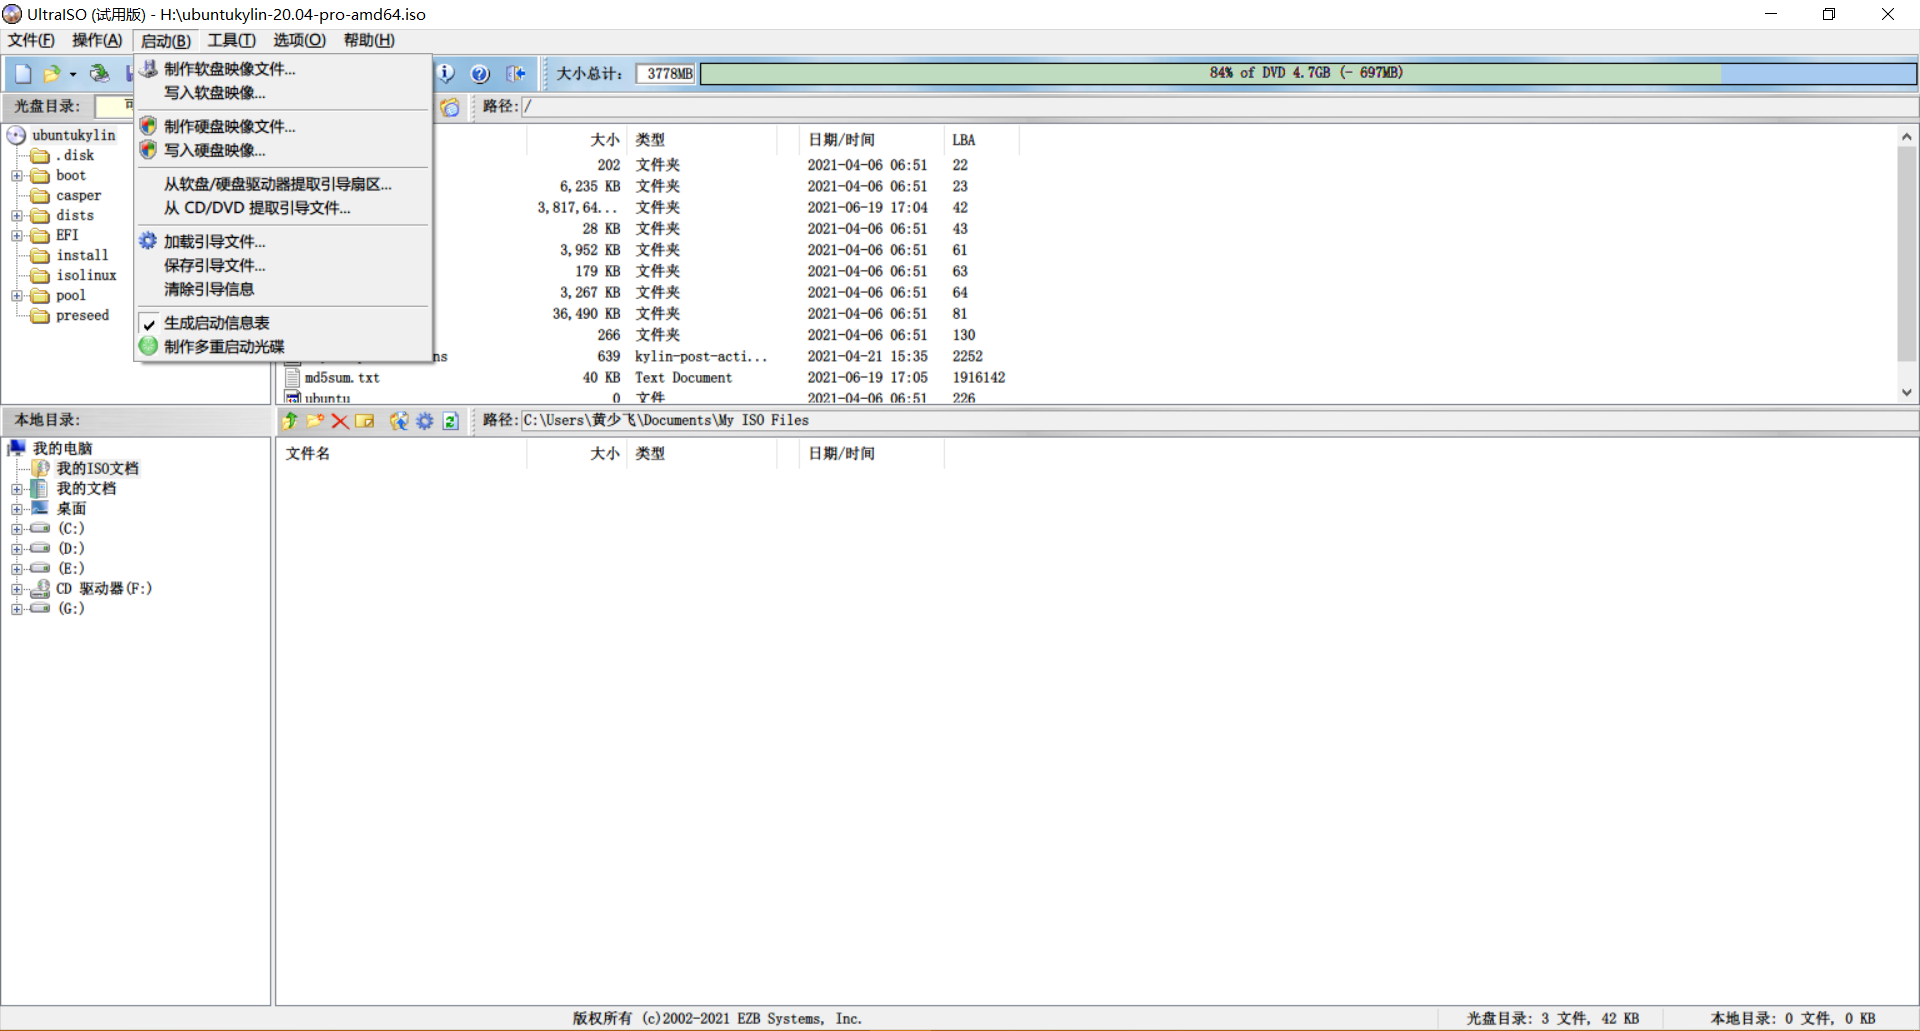 UltraISO (试用版) - H:\ubuntukylin-20.04-pro-amd64.iso
文件(F) 操作(A) 启动(B) 工具(T) 选项(O) 帮助(H)
制作软盘映像文件...
写入软盘映像...
制作硬盘映像文件...
写入硬盘映像...
从软盘/硬盘驱动器提取引导扇区...
从 CD/DVD 提取引导文件...
加载引导文件...
保存引导文件...
清除引导信息
生成启动信息表
制作多重启动光碟
大小总计: 3778MB 84% of DVD 4.7GB (- 697MB)
光盘目录: 可
路径: /
ubuntukylin
.disk
boot
casper
dists
EFI
install
isolinux
pool
preseed
大小 类型 日期/时间 LBA
202 文件夹 2021-04-06 06:51 22
6,235 KB 文件夹 2021-04-06 06:51 23
3,817,64... 文件夹 2021-06-19 17:04 42
28 KB 文件夹 2021-04-06 06:51 43
3,952 KB 文件夹 2021-04-06 06:51 61
179 KB 文件夹 2021-04-06 06:51 63
3,267 KB 文件夹 2021-04-06 06:51 64
36,490 KB 文件夹 2021-04-06 06:51 81
266 文件夹 2021-04-06 06:51 130
ns 639 kylin-post-acti... 2021-04-21 15:35 2252
md5sum.txt 40 KB Text Document 2021-06-19 17:05 1916142
ubuntu 0 文件 2021-04-06 06:51 226
本地目录:
路径: C:\Users\黄少飞\Documents\My ISO Files
我的电脑
我的ISO文档
我的文档
桌面
(C:)
(D:)
(E:)
CD 驱动器(F:)
(G:)
文件名 大小 类型 日期/时间
版权所有 (c)2002-2021 EZB Systems, Inc.
光盘目录: 3 文件, 42 KB
本地目录: 0 文件, 0 KB